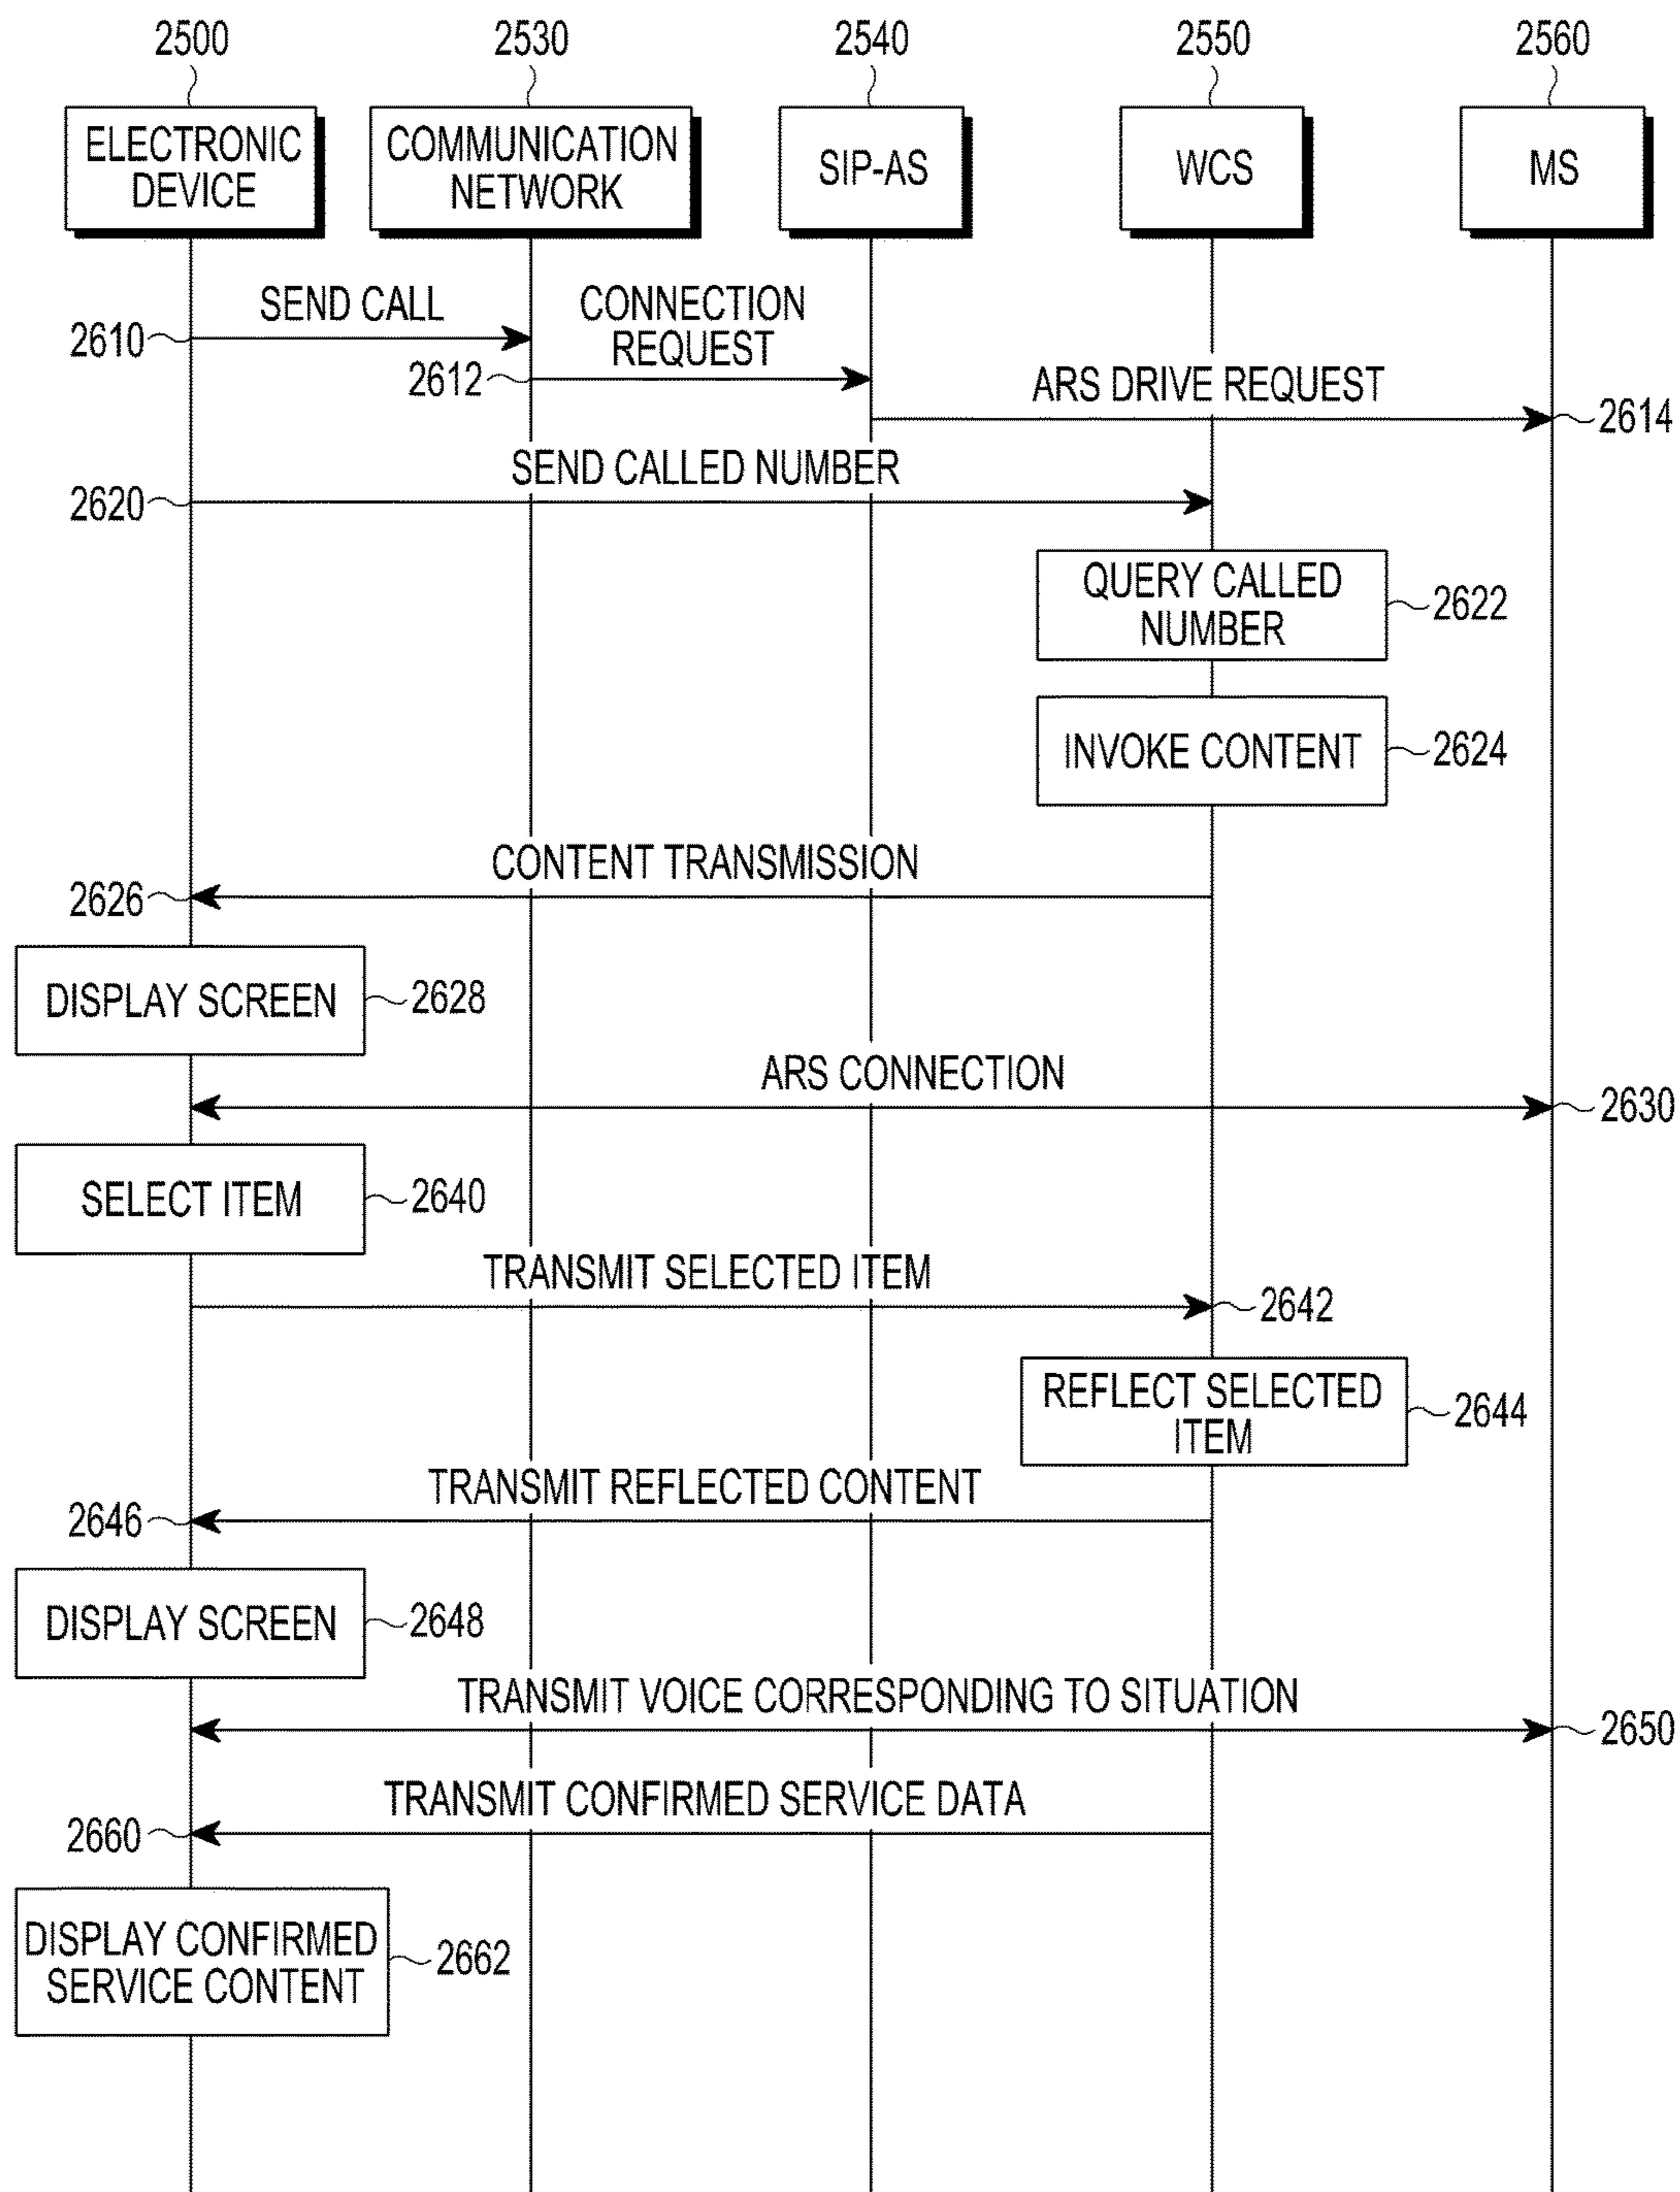 2500
2530
2540
2550
2560
ELECTRONIC
DEVICE
COMMUNICATION
NETWORK
SIP-AS
WCS
MS
SEND CALL
2610
CONNECTION
REQUEST
2612
ARS DRIVE REQUEST
2614
SEND CALLED NUMBER
2620
QUERY CALLED
NUMBER
2622
INVOKE CONTENT
2624
CONTENT TRANSMISSION
2626
DISPLAY SCREEN
2628
ARS CONNECTION
2630
SELECT ITEM
2640
TRANSMIT SELECTED ITEM
2642
REFLECT SELECTED
ITEM
2644
TRANSMIT REFLECTED CONTENT
2646
DISPLAY SCREEN
2648
TRANSMIT VOICE CORRESPONDING TO SITUATION
2650
TRANSMIT CONFIRMED SERVICE DATA
2660
DISPLAY CONFIRMED
SERVICE CONTENT
2662